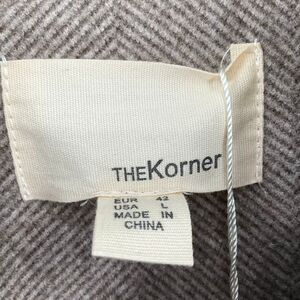 THEKorner
EUR 42
USA L
MADE IN
CHINA